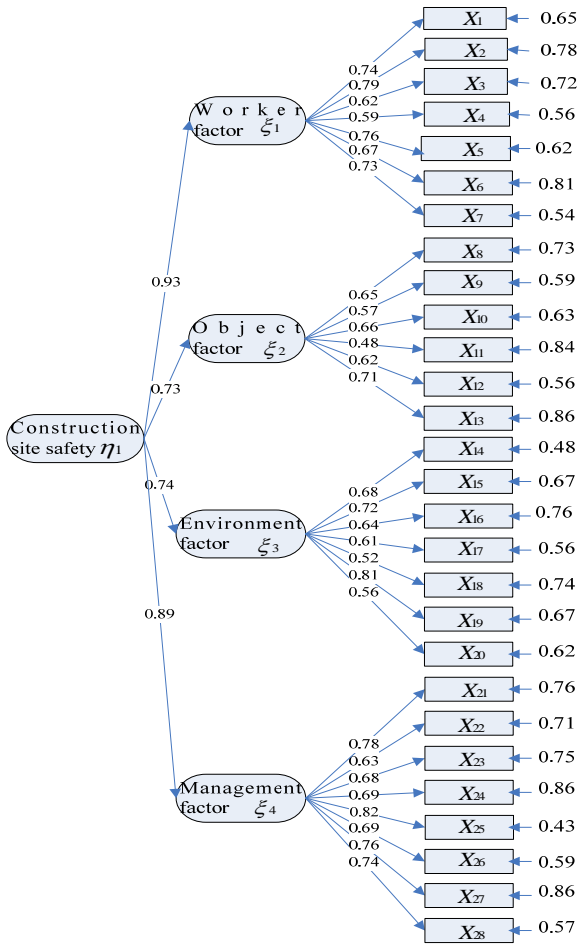 X1 0.65
X2 0.78
X3 0.72
X4 0.56
X5 0.62
X6 0.81
X7 0.54
0.74
0.79
0.62
0.59
0.76
0.67
0.73
Worker
factor ξ1
0.93
X8 0.73
X9 0.59
X10 0.63
X11 0.84
X12 0.56
X13 0.86
0.65
0.57
0.66
0.48
0.62
0.71
Object
factor ξ2
0.73
Construction
site safety η1
0.74
X14 0.48
X15 0.67
X16 0.76
X17 0.56
X18 0.74
X19 0.67
X20 0.62
0.68
0.72
0.64
0.61
0.52
0.81
0.56
Environment
factor ξ3
0.89
X21 0.76
X22 0.71
X23 0.75
X24 0.86
X25 0.43
X26 0.59
X27 0.86
X28 0.57
0.78
0.63
0.68
0.69
0.82
0.69
0.76
0.74
Management
factor ξ4